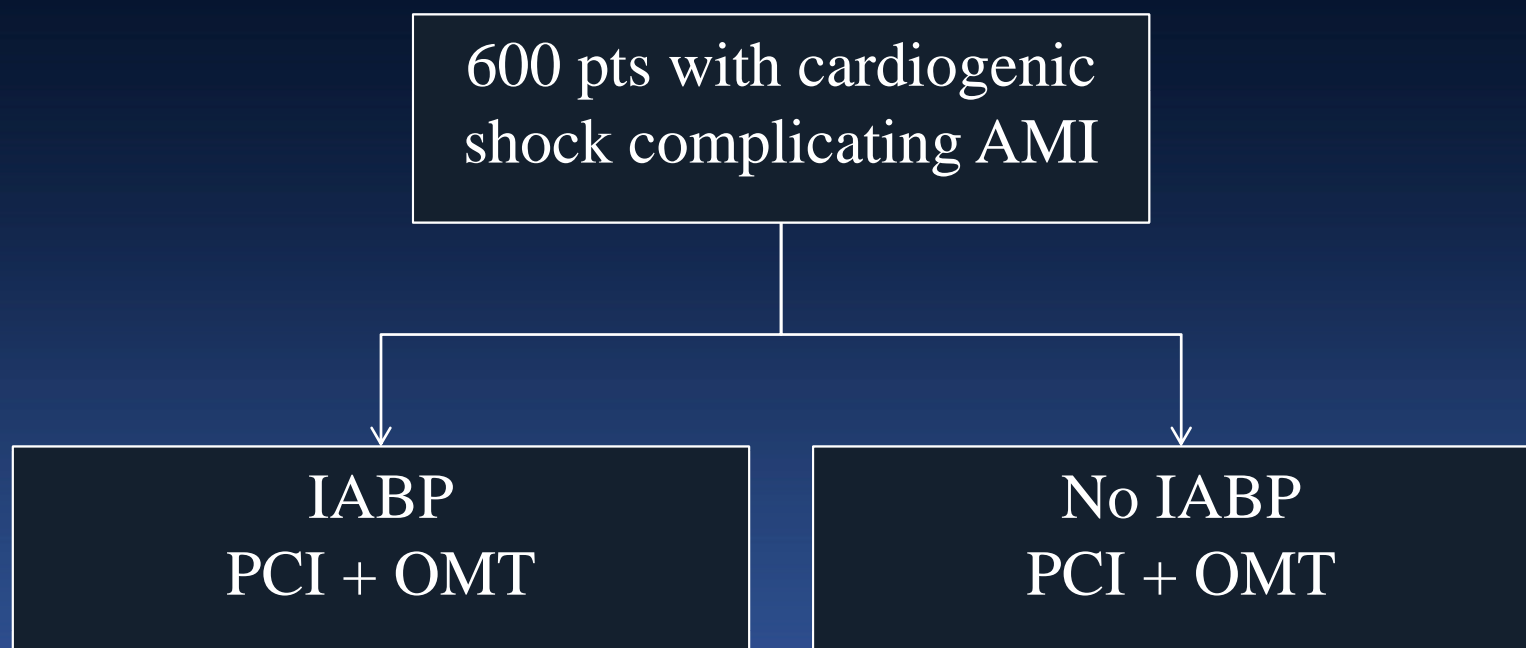 600 pts with cardiogenic
shock complicating AMI
IABP
PCI + OMT
No IABP
PCI + OMT